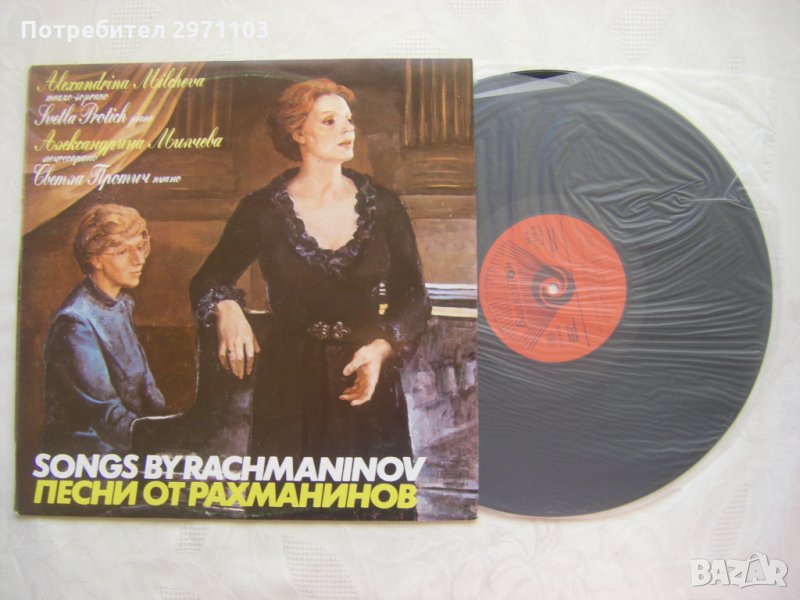 Потребител 2971103
Alexandrina Milcheva
mezzo-soprano
Svetla Protich piano
Александрина Милчева
мецосопрано
Светла Протич пиано
SONGS BY RACHMANINOV
ПЕСНИ ОТ РАХМАНИНОВ
BAZAR